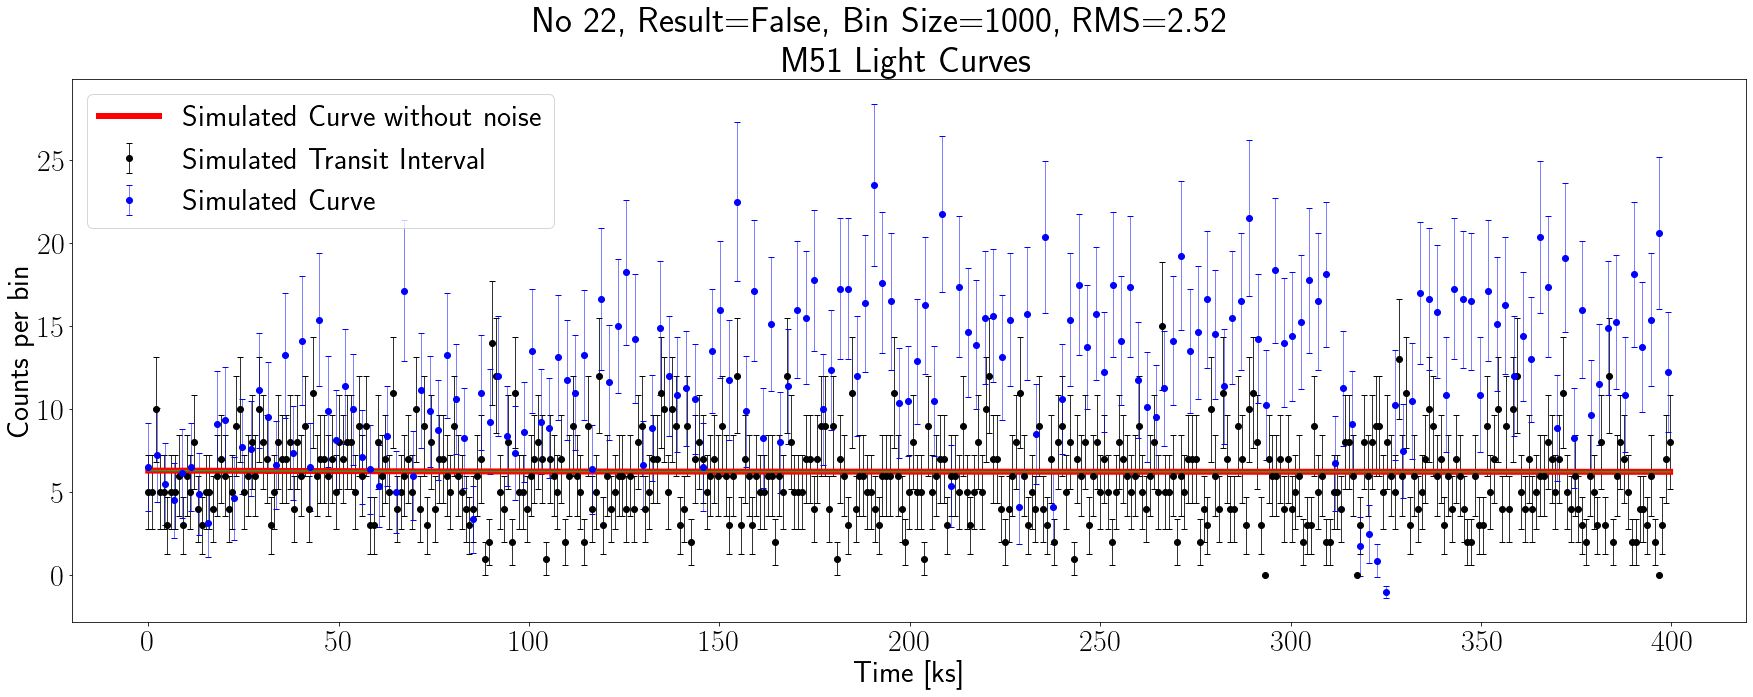 No 22, Result=False, Bin Size=1000, RMS=2.52
M51 Light Curves
Simulated Curve without noise
Simulated Transit Interval
Simulated Curve
Counts per bin
25
20
15
10
5
0
0 50 100 150 200 250 300 350 400
Time [ks]